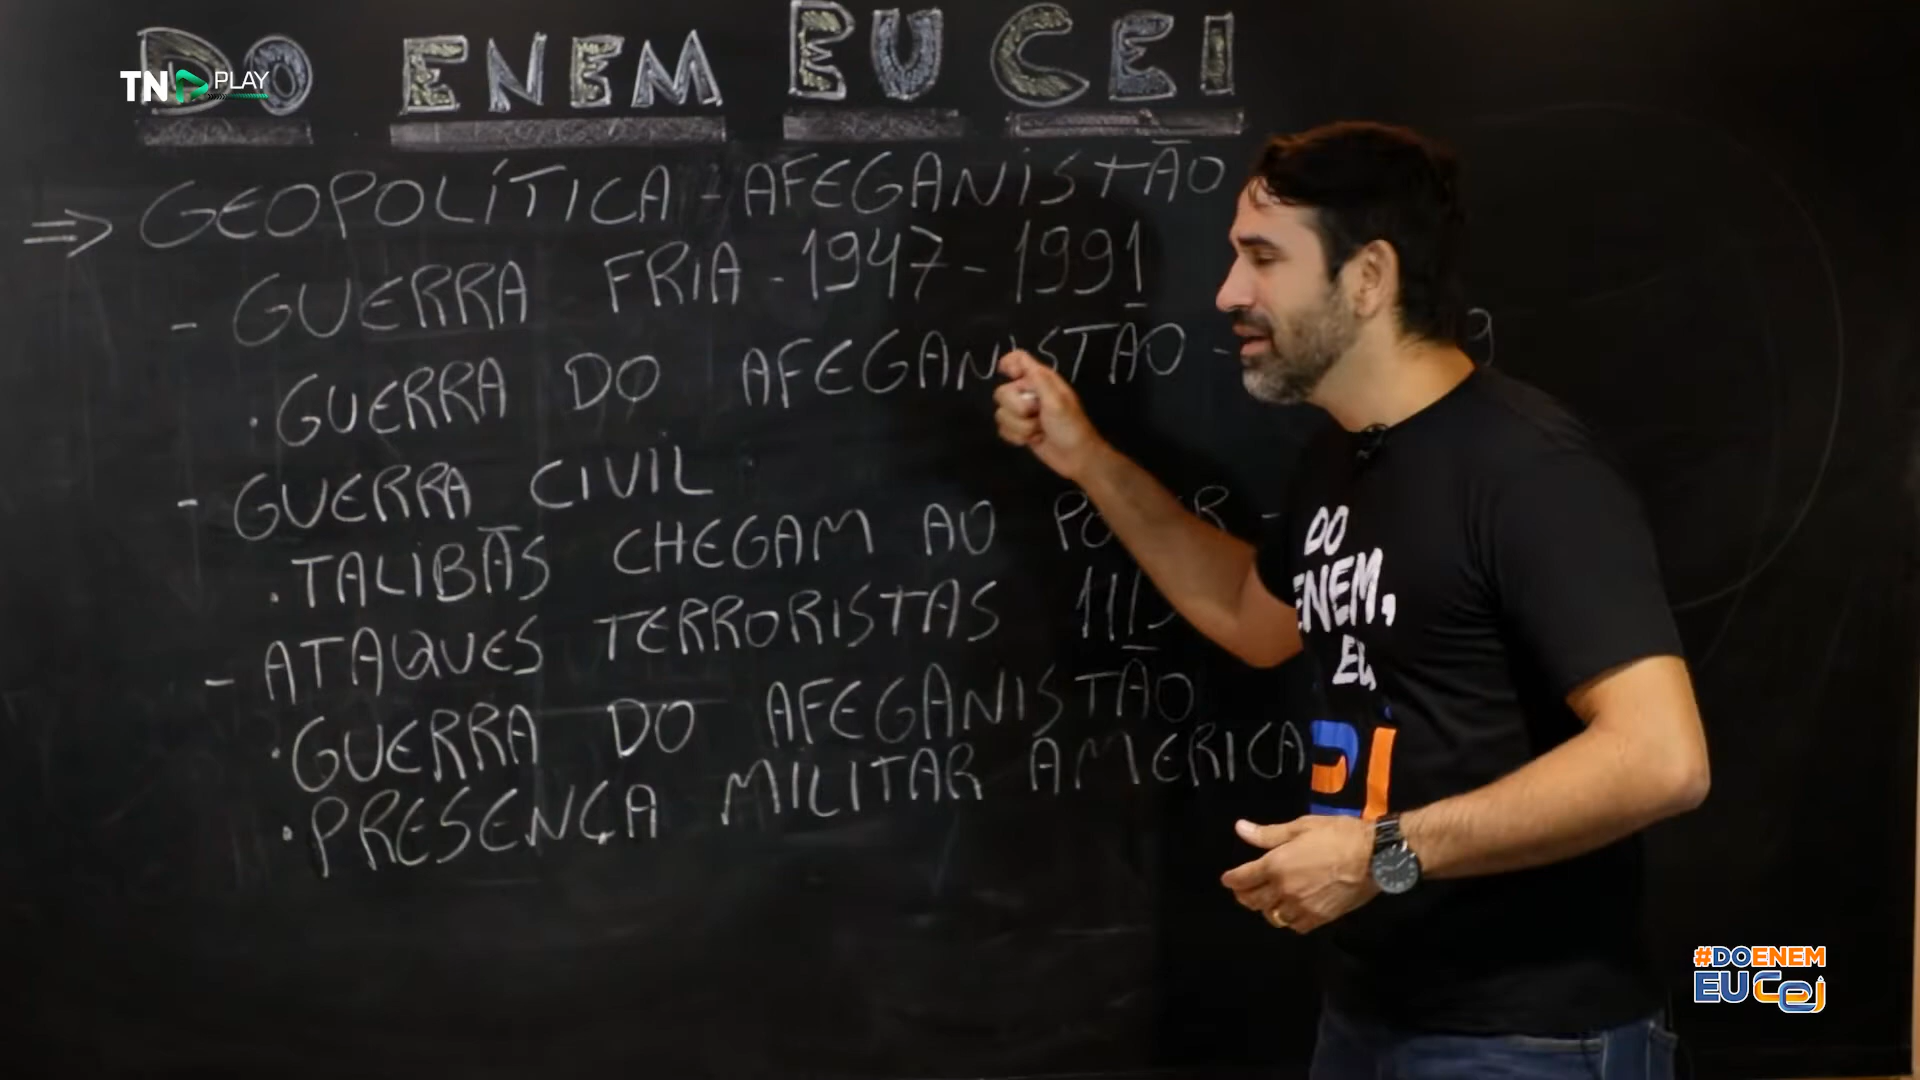 DO ENEM EU CEI
TN PLAY
⇒ GEOPOLÍTICA - AFEGANISTÃO
- GUERRA FRIA - 1947 - 1991
. GUERRA DO AFEGANISTÃO -
- GUERRA CIVIL
. TALIBÃS CHEGAM AO -
- ATAQUES TERRORISTAS
. GUERRA DO AFEGANISTÃO
. PRESENÇA MILITAR AMERICA
DO
ENEM,
EU
#DOENEM
EU CEI